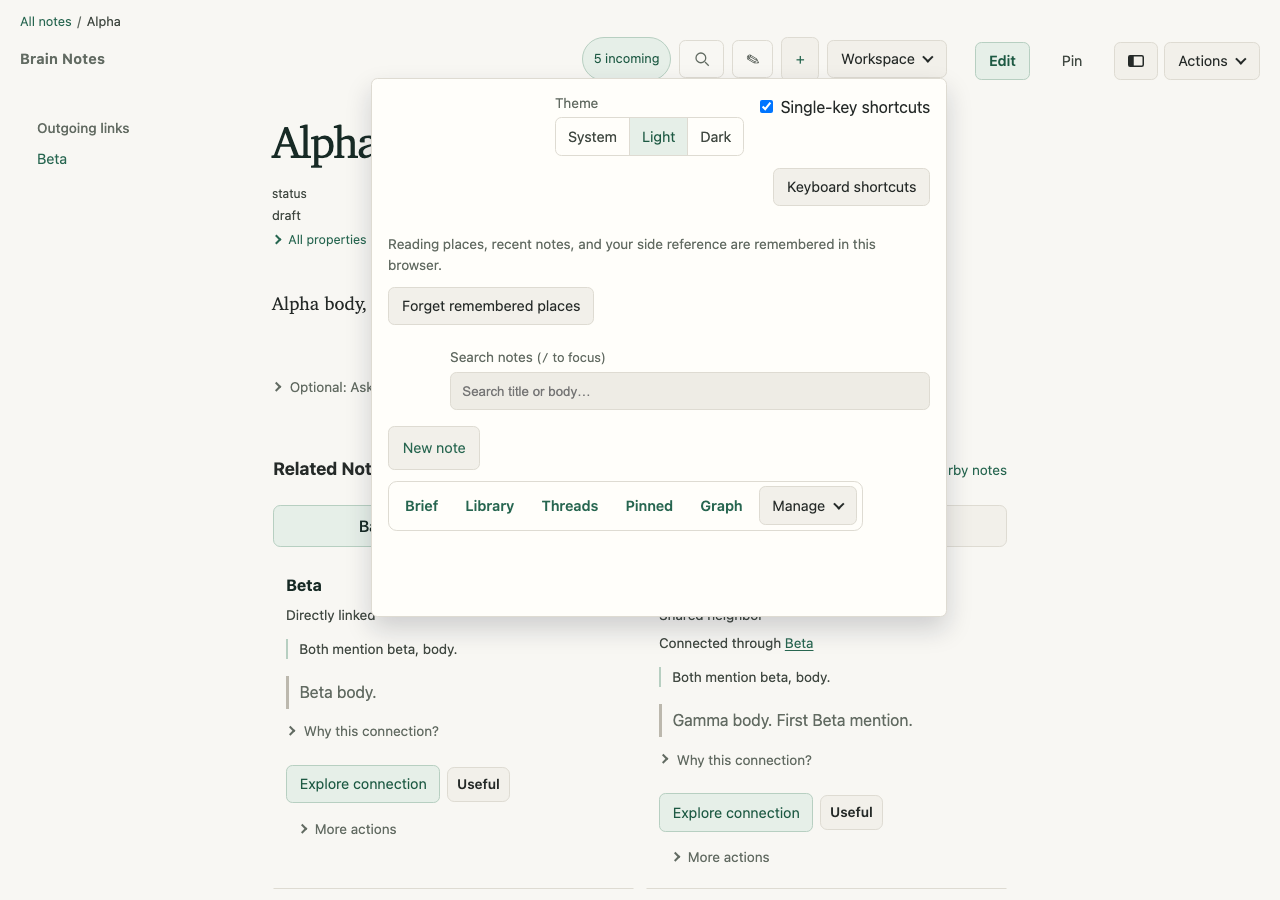 All notes / Alpha
Brain Notes
5 incoming
+
Workspace
Edit
Pin
Actions
Outgoing links
Beta
Alpha
status
draft
All properties
Alpha body,
Optional: Ask
Theme
System
Light
Dark
Single-key shortcuts
Keyboard shortcuts
Reading places, recent notes, and your side reference are remembered in this
browser.
Forget remembered places
Search notes (/ to focus)
Search title or body…
New note
Brief
Library
Threads
Pinned
Graph
Manage
Related
notes
Beta
Directly linked
Both mention beta, body.
Beta body.
Why this connection?
Explore connection
Useful
More actions
Shared neighbor
Connected through Beta
Both mention beta, body.
Gamma body. First Beta mention.
Why this connection?
Explore connection
Useful
More actions